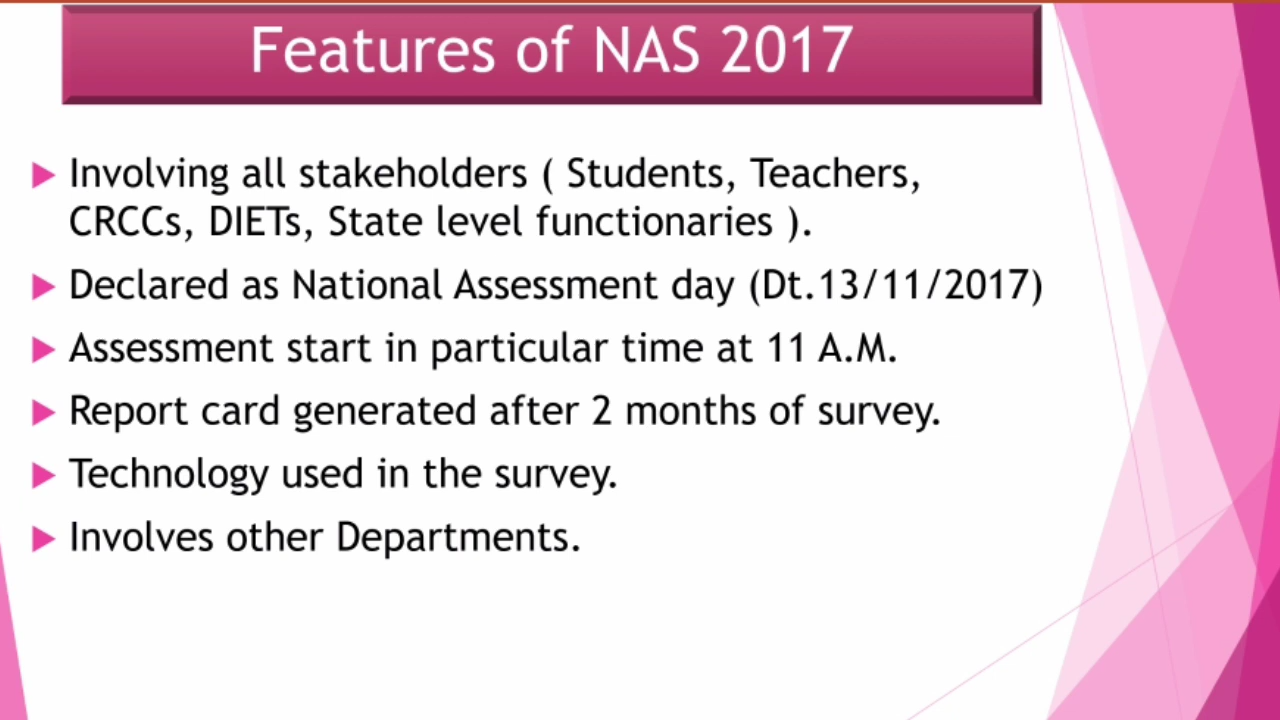 Features of NAS 2017
Involving all stakeholders ( Students, Teachers,
CRCCs, DIETs, State level functionaries ).
Declared as National Assessment day (Dt.13/11/2017)
Assessment start in particular time at 11 A.M.
Report card generated after 2 months of survey.
Technology used in the survey.
Involves other Departments.